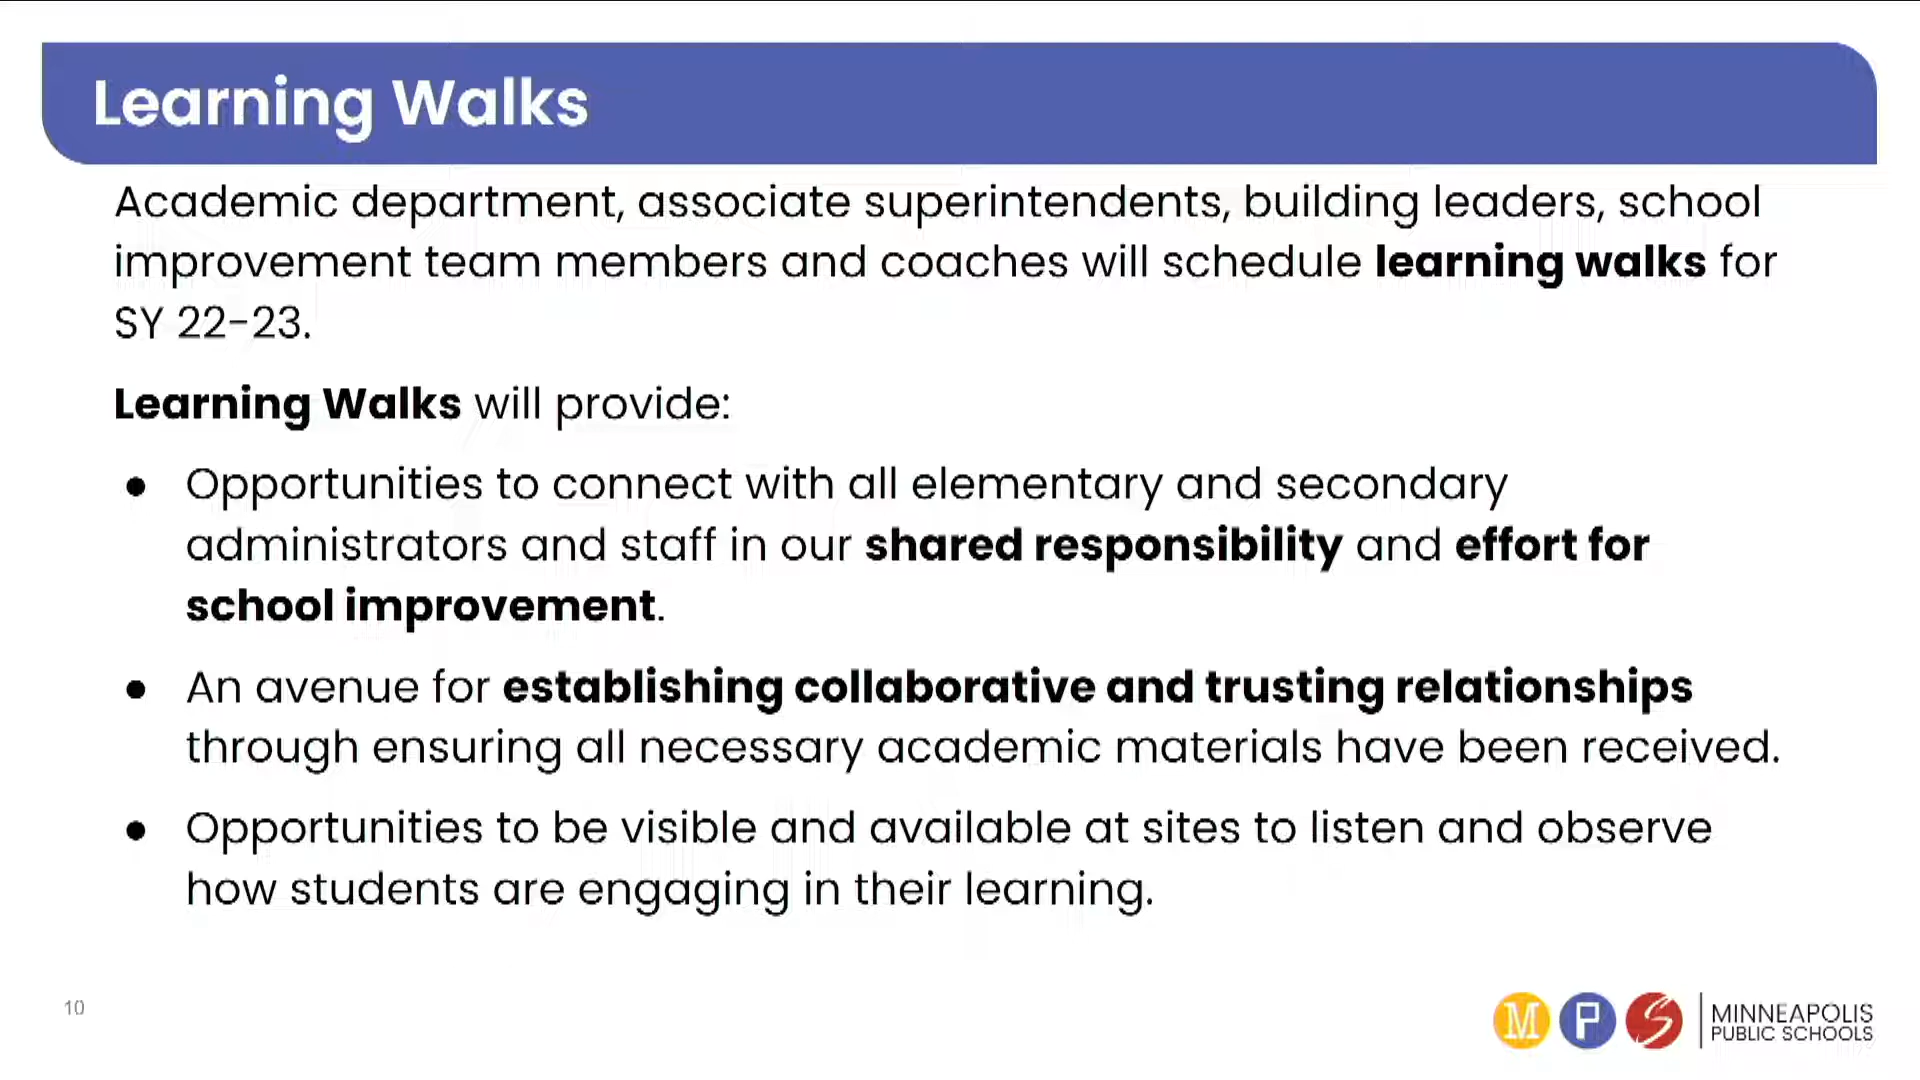 Learning Walks
Academic department, associate superintendents, building leaders, school
improvement team members and coaches will schedule learning walks for
SY 22-23.
Learning Walks will provide:
● Opportunities to connect with all elementary and secondary
administrators and staff in our shared responsibility and effort for
school improvement.
● An avenue for establishing collaborative and trusting relationships
through ensuring all necessary academic materials have been received.
● Opportunities to be visible and available at sites to listen and observe
how students are engaging in their learning.
10
M P S MINNEAPOLIS
PUBLIC SCHOOLS